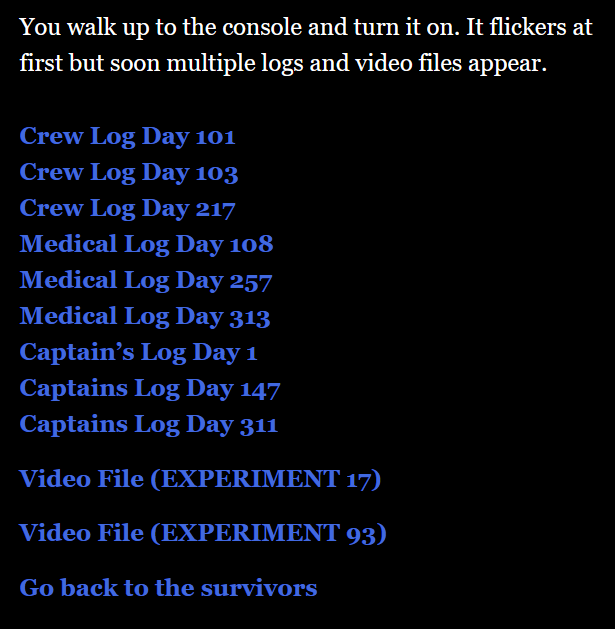 You walk up to the console and turn it on. It flickers at
first but soon multiple logs and video files appear.
Crew Log Day 101
Crew Log Day 103
Crew Log Day 217
Medical Log Day 108
Medical Log Day 257
Medical Log Day 313
Captain’s Log Day 1
Captains Log Day 147
Captains Log Day 311
Video File (EXPERIMENT 17)
Video File (EXPERIMENT 93)
Go back to the survivors